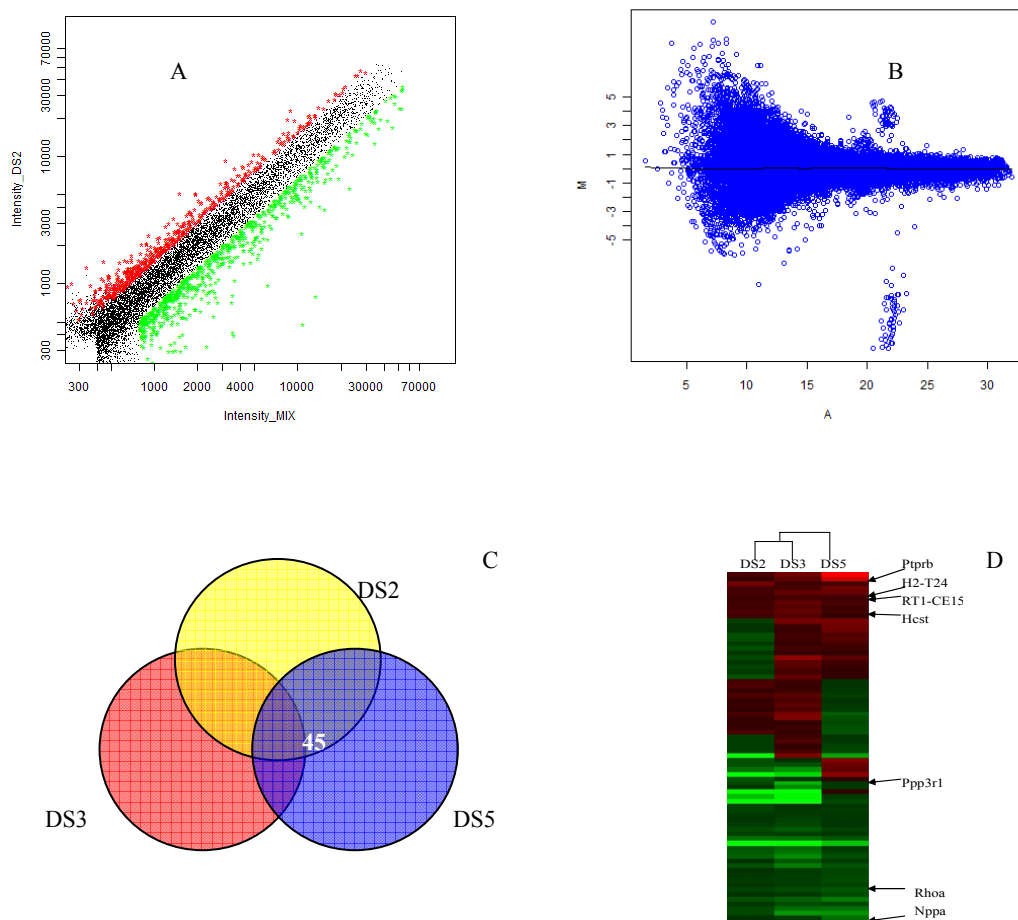 A
70000
30000
10000
3000
1000
300
Intensity_DS2
300 1000 2000 4000 10000 30000 70000
Intensity_MIX
B
5
3
1
-1
-3
-5
M
5 10 15 20 25 30
A
C
DS2
45
DS3
DS5
D
DS2 DS3 DS5
Ptprb
H2-T24
RT1-CE15
Hcst
Ppp3r1
Rhoa
Nppa